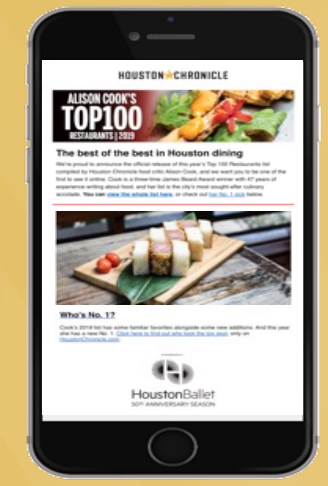 HOUSTON CHRONICLE
ALISON COOK'S
TOP100
RESTAURANTS | 2019
The best of the best in Houston dining
We're proud to announce the official release of this year's Top 100 Restaurants list
compiled by Houston Chronicle food critic Alison Cook, and we want you to be one of the
first to see it online. Cook is a three-time James Beard Award winner with 47 years of
experience writing about food, and her list is the city's most sought-after culinary
accolade. You can view the whole list here, or check out her No. 1 pick below.
Who's No. 1?
Cook's 2019 list has some familiar favorites alongside some new additions. And this year
she has a new No. 1. Click here to find out who took the top spot, only on
HoustonChronicle.com.
HoustonBallet
50TH ANNIVERSARY SEASON